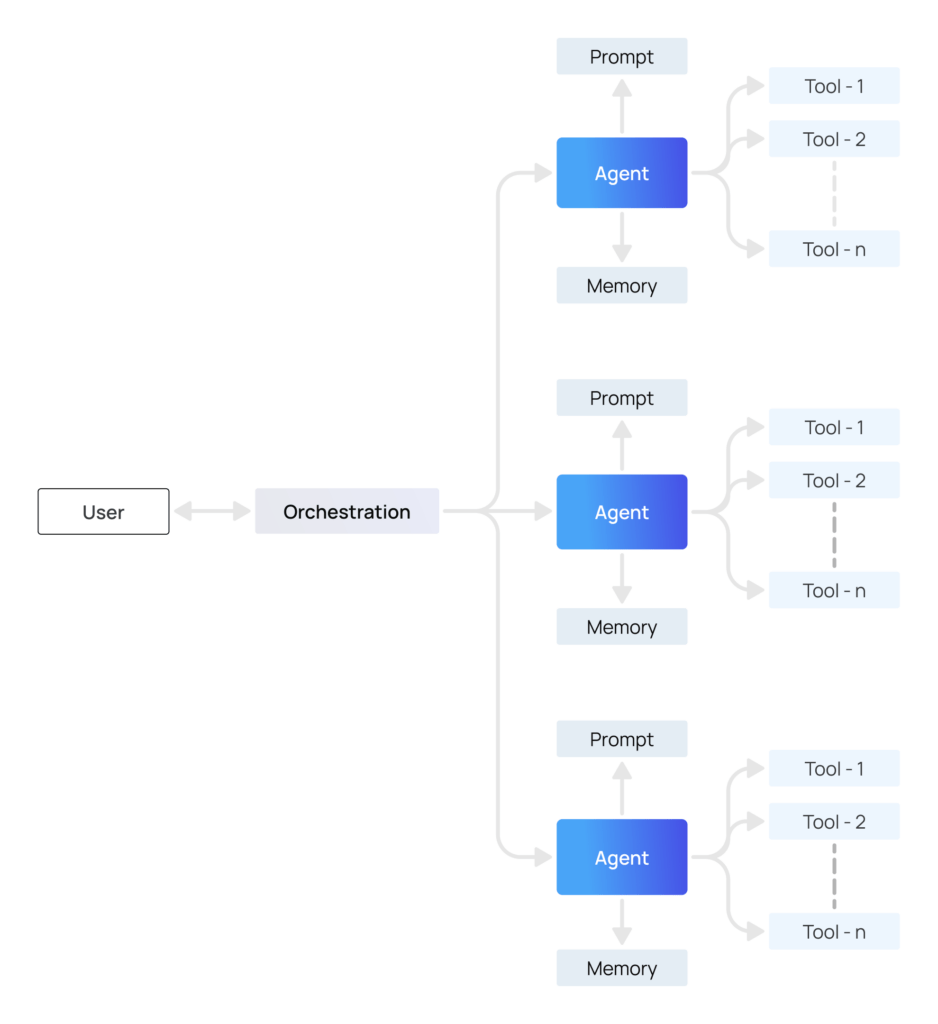 Prompt
Tool - 1
Tool - 2
Agent
Tool - n
Memory
Prompt
Tool - 1
Tool - 2
User
Orchestration
Agent
Tool - n
Memory
Prompt
Tool - 1
Tool - 2
Agent
Tool - n
Memory